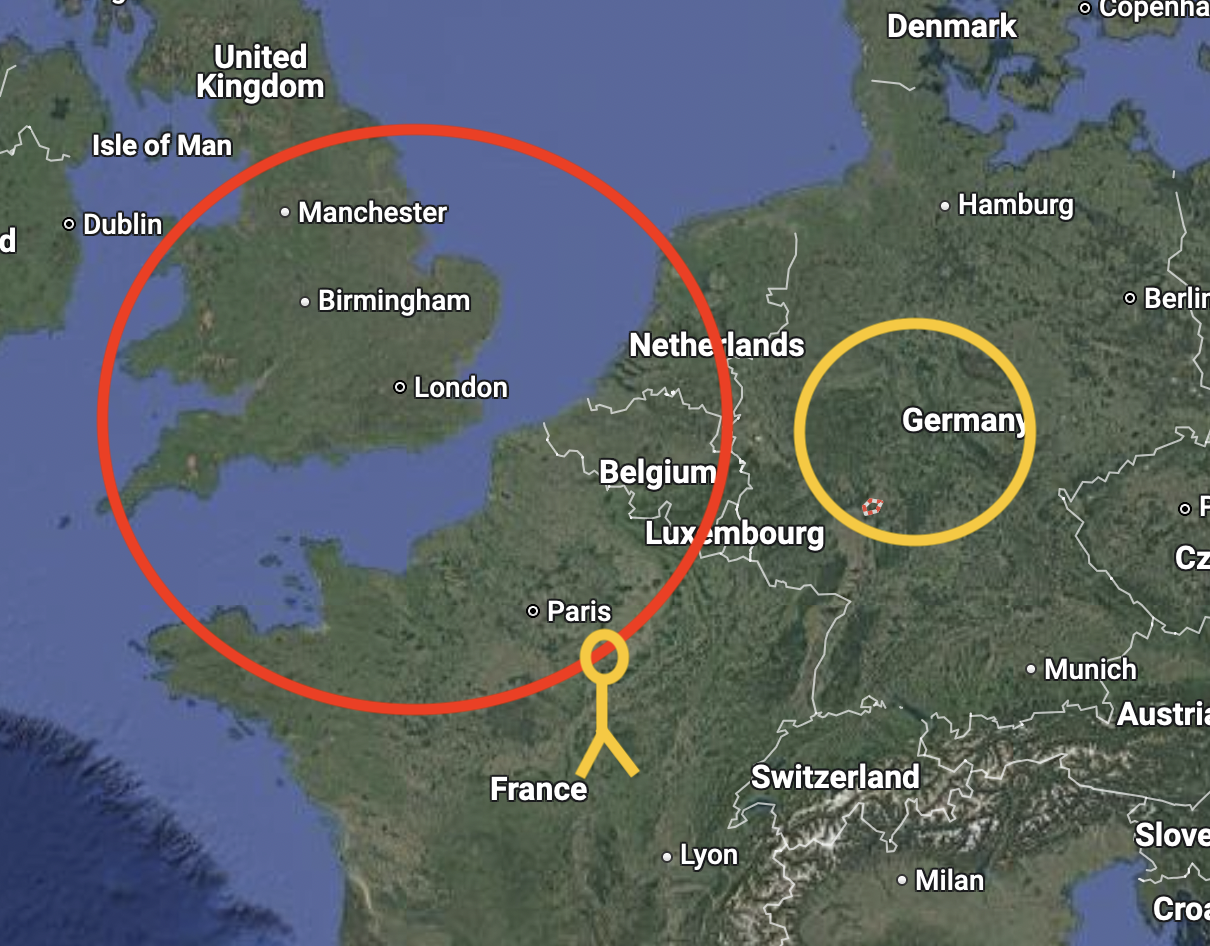 Copenha
Denmark
United
Kingdom
Isle of Man
Hamburg
Manchester
Dublin
d
Birmingham
Berlin
Netherlands
London
Germany
Belgium
Luxembourg
Cz
Paris
Munich
Austria
Switzerland
France
Slove
Lyon
Milan
Croa